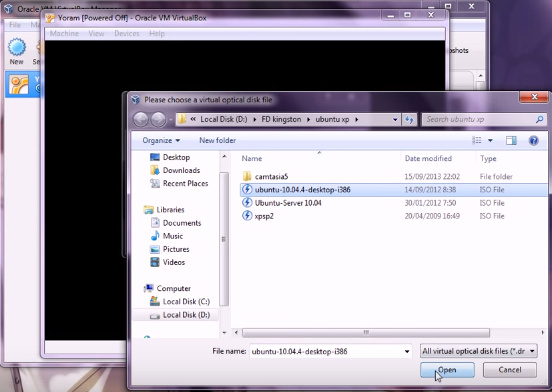 Oracle VM VirtualBox Manager
File
New
Yoram [Powered Off] - Oracle VM VirtualBox
Machine View Devices Help
shots
Please choose a virtual optical disk file
« Local Disk (D:) ▸ FD kingston ▸ ubuntu xp ▸
Search ubuntu xp
Organize New folder
Name Date modified Type
Desktop
Downloads
Recent Places
Libraries
Documents
Music
Pictures
Videos
Computer
Local Disk (C:)
Local Disk (D:)
camtasia5 15/09/2013 22:02 File folder
ubuntu-10.04.4-desktop-i386 14/09/2012 8:38 ISO File
Ubuntu-Server 10.04 30/01/2012 7:50 ISO File
xpsp2 20/04/2009 16:49 ISO File
File name: ubuntu-10.04.4-desktop-i386
All virtual optical disk files (*.dr
Open Cancel